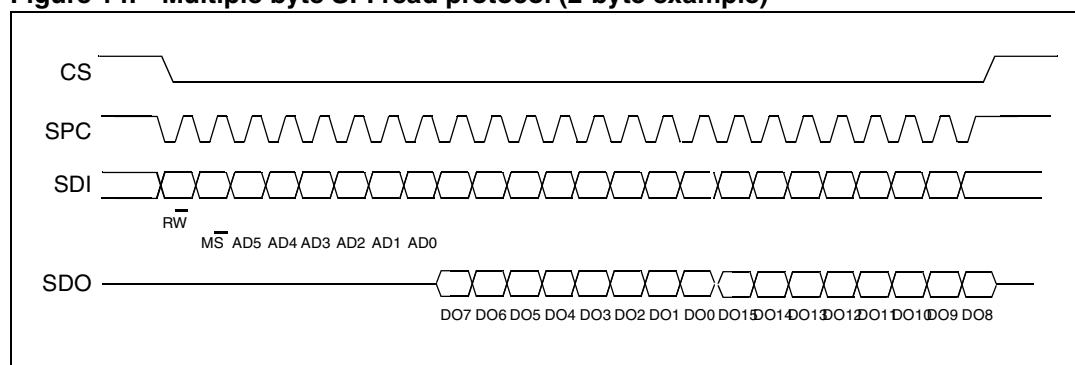 Figure 14. Multiple byte SPI read protocol (2-byte example)
CS
SPC
SDI
RW
MS AD5 AD4 AD3 AD2 AD1 AD0
SDO
DO7 DO6 DO5 DO4 DO3 DO2 DO1 DO0 DO15 DO14 DO13 DO12 DO11 DO10 DO9 DO8